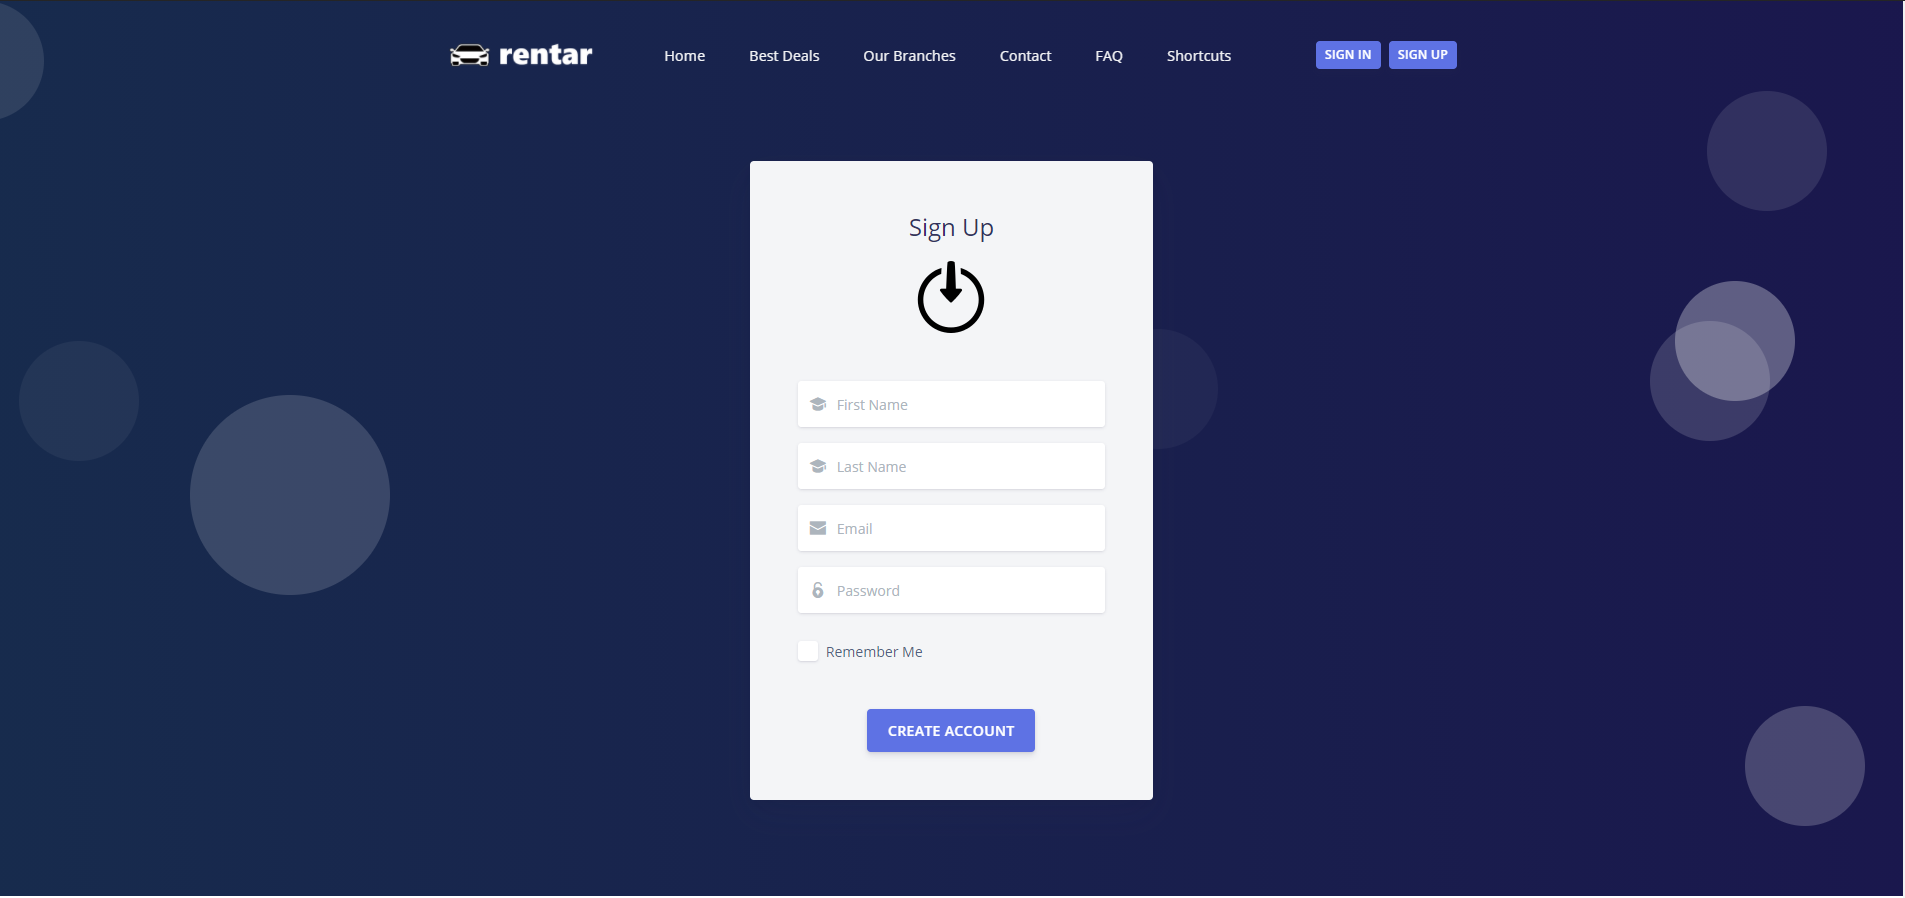 rentar
Home Best Deals Our Branches Contact FAQ Shortcuts
SIGN IN SIGN UP
Sign Up
First Name
Last Name
Email
Password
Remember Me
CREATE ACCOUNT